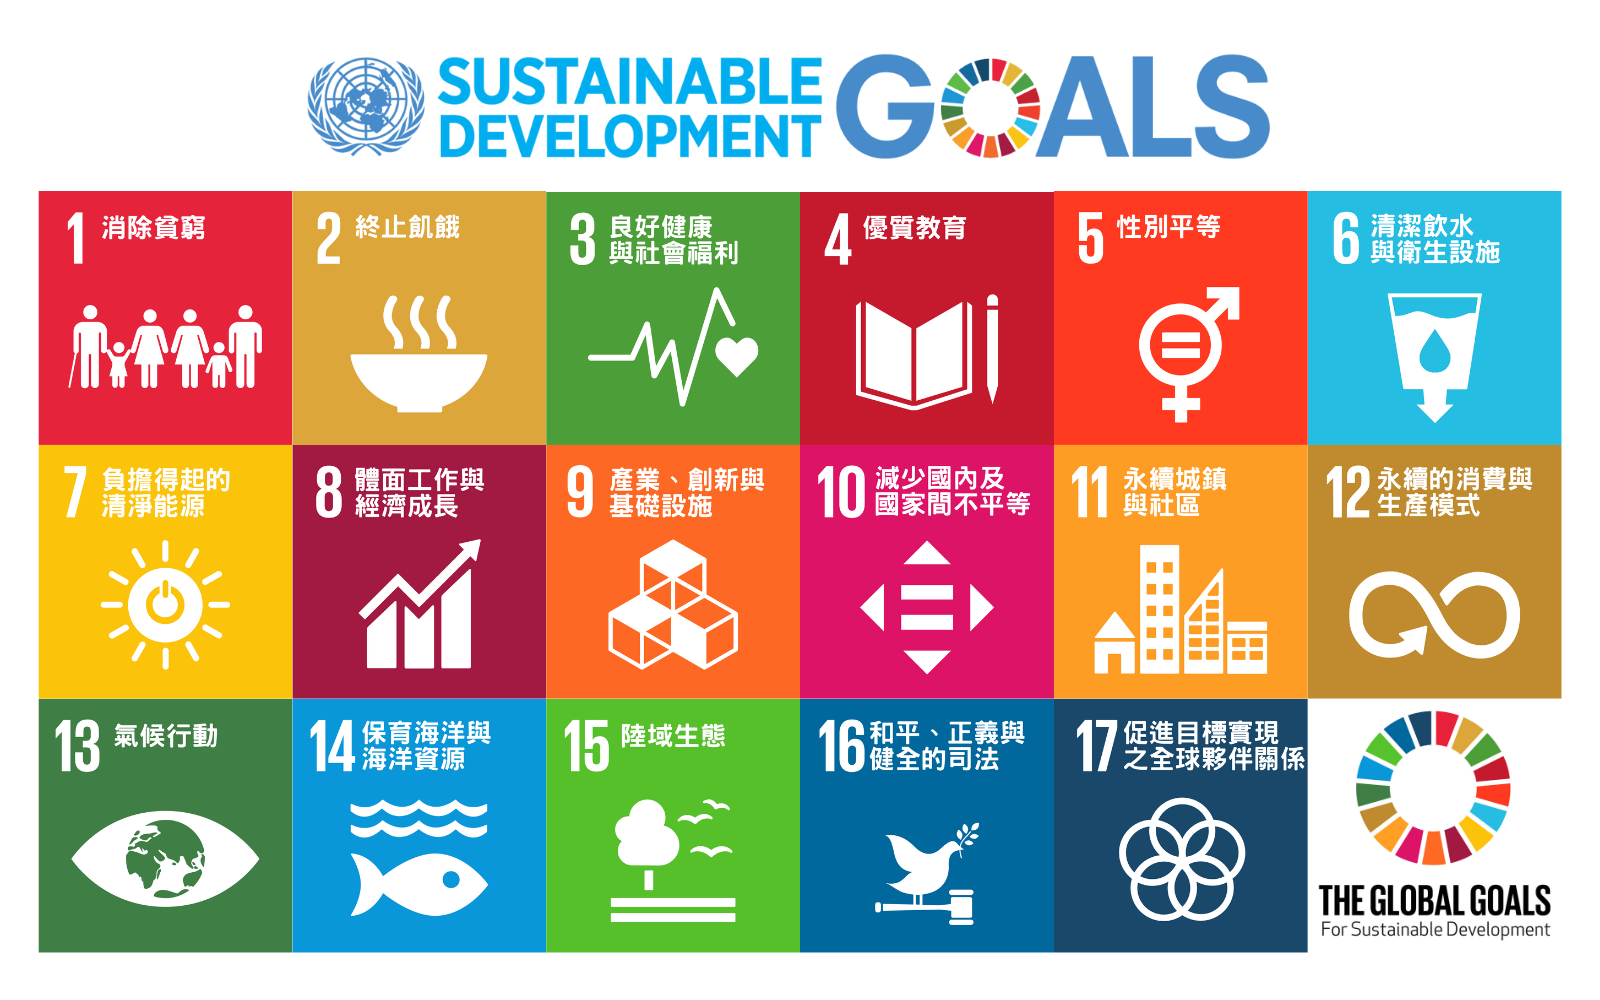 SUSTAINABLE
DEVELOPMENT
GOALS
1 消除貧窮
2 終止飢餓
3 良好健康
與社會福利
4 優質教育
5 性別平等
6 清潔飲水
與衛生設施
7 負擔得起的
清淨能源
8 體面工作與
經濟成長
9 產業、創新與
基礎設施
10 減少國內及
國家間不平等
11 永續城鎮
與社區
12 永續的消費與
生產模式
13 氣候行動
14 保育海洋與
海洋資源
15 陸域生態
16 和平、正義與
健全的司法
17 促進目標實現
之全球夥伴關係
THE GLOBAL GOALS
For Sustainable Development